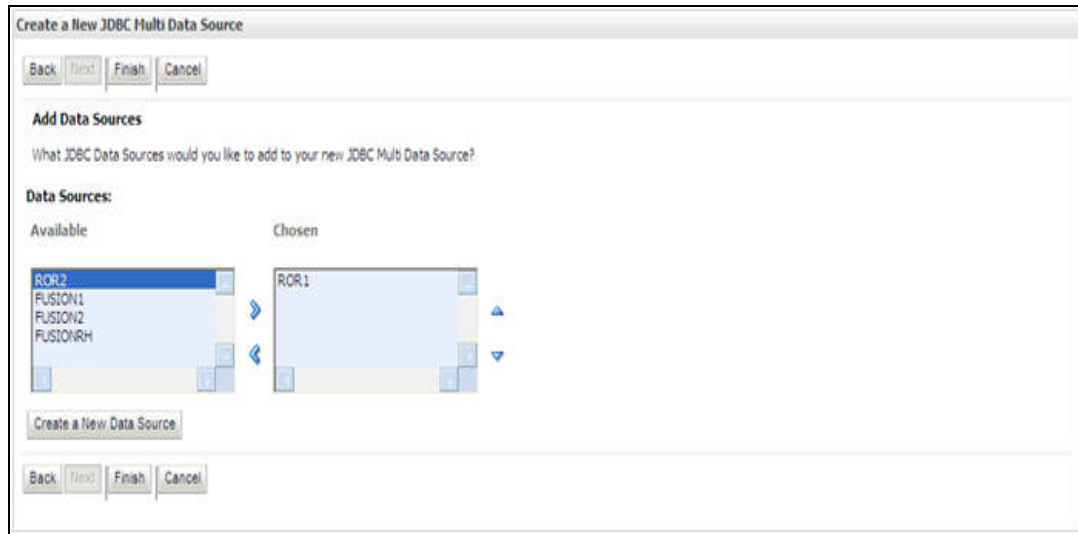 Create a New JDBC Multi Data Source
Back Next Finish Cancel
Add Data Sources
What JDBC Data Sources would you like to add to your new JDBC Multi Data Source?
Data Sources:
Available Chosen
ROR2 ROR1
FUSION1
FUSION2
FUSIONRH
Create a New Data Source
Back Next Finish Cancel